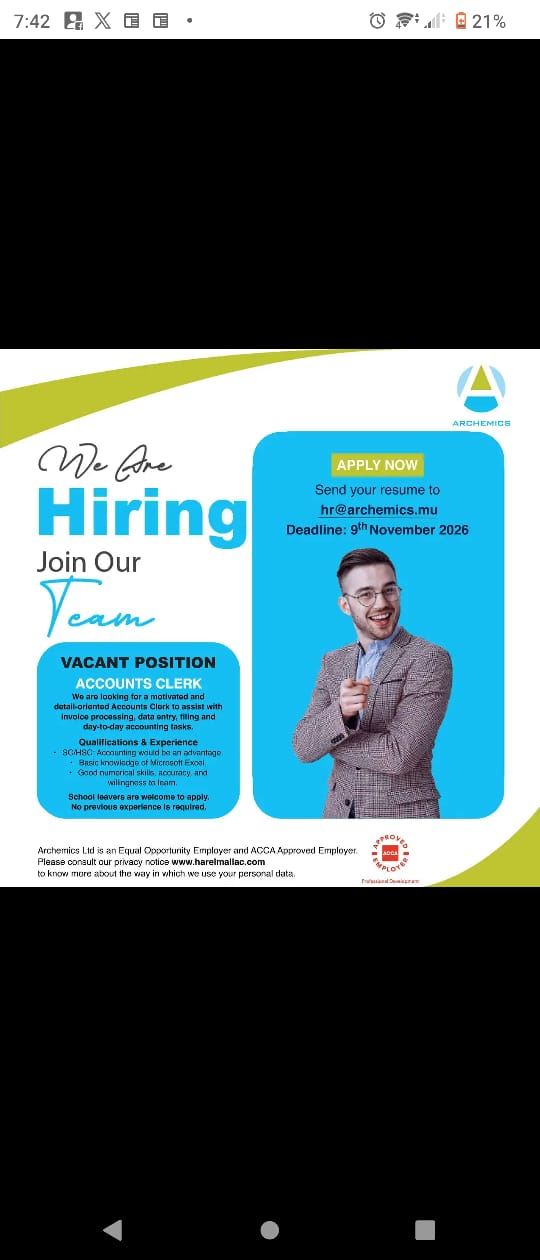 7:42
21%
ARCHEMICS
We Are
Hiring
Join Our
Team
APPLY NOW
Send your resume to
hr@archemics.mu
Deadline: 9th November 2026
VACANT POSITION
ACCOUNTS CLERK
We are looking for a motivated and
detail-oriented Accounts Clerk to assist with
invoice processing, data entry, filing and
day-to-day accounting tasks.
Qualifications & Experience
· SC/HSC: Accounting would be an advantage
· Basic knowledge of Microsoft Excel.
· Good numerical skills, accuracy, and
willingness to learn.
School leavers are welcome to apply.
No previous experience is required.
Archemics Ltd is an Equal Opportunity Employer and ACCA Approved Employer.
Please consult our privacy notice www.harelmallac.com
to know more about the way in which we use your personal data.
APPROVED
ACCA
EMPLOYER
Professional Development